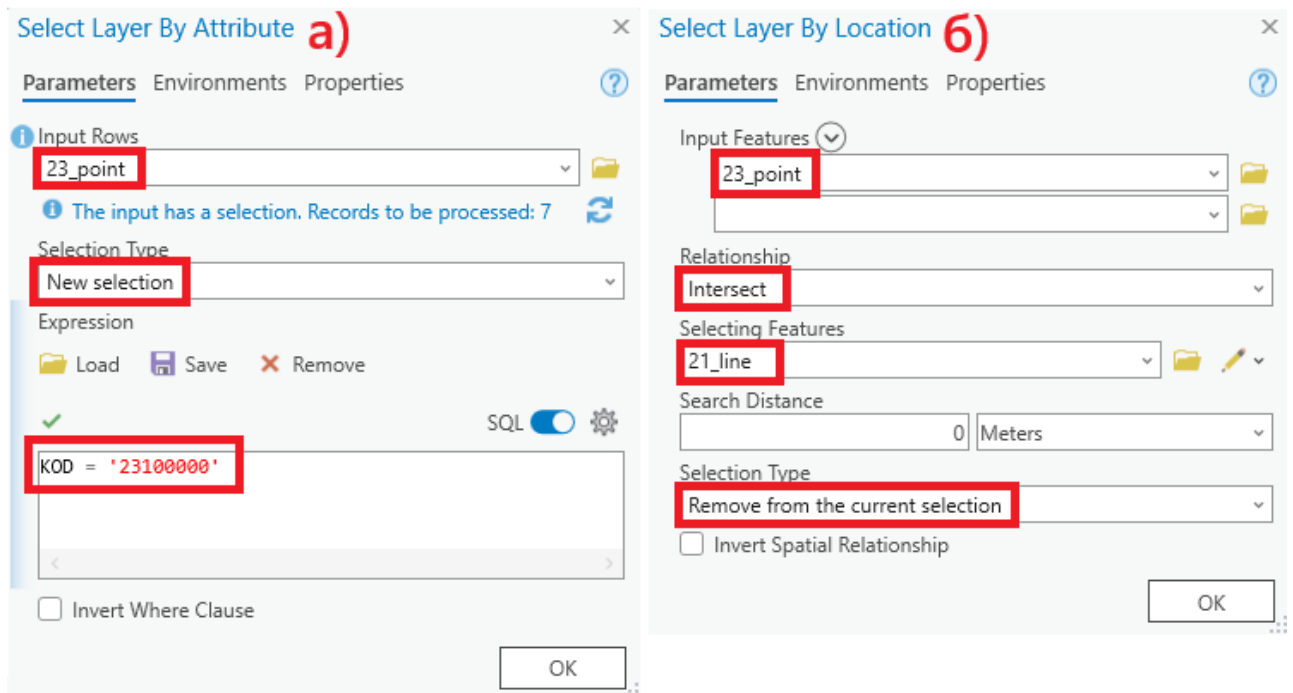 Select Layer By Attribute а)
Parameters Environments Properties
Input Rows
23_point
The input has a selection. Records to be processed: 7
Selection Type
New selection
Expression
Load Save Remove
SQL
KOD = '23100000'
Invert Where Clause
OK
Select Layer By Location б)
Parameters Environments Properties
Input Features
23_point
Relationship
Intersect
Selecting Features
21_line
Search Distance
0 Meters
Selection Type
Remove from the current selection
Invert Spatial Relationship
OK